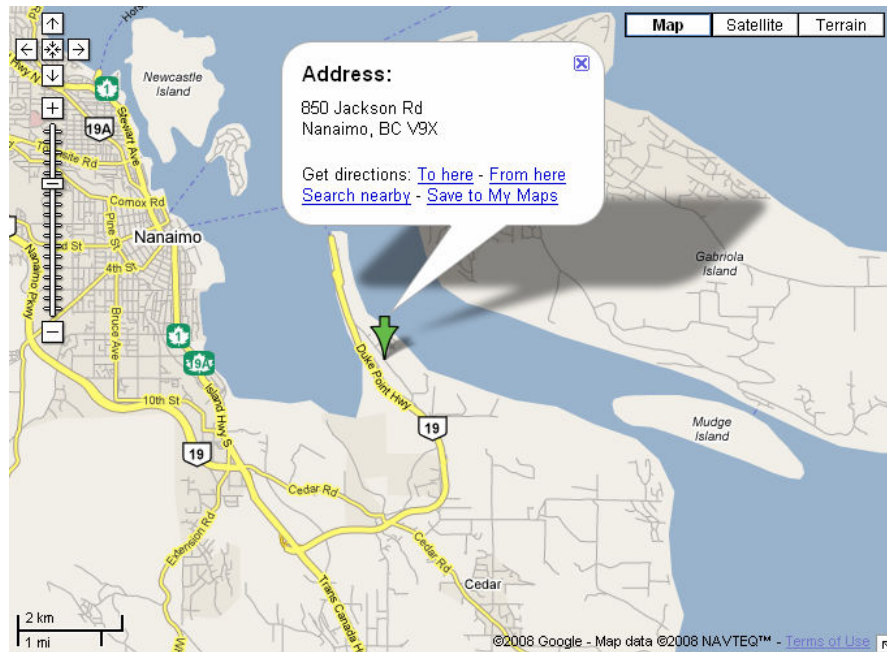 Map
Satellite
Terrain
Address:
850 Jackson Rd
Nanaimo, BC V9X
Get directions: To here - From here
Search nearby - Save to My Maps
Hwy N
1
Stewart Ave
19A
Newcastle
Island
Comox Rd
Pine St
4th St
Nanaimo
Nanaimo Pkwy
Bruce Ave
Gabriola
Island
1
19A
Duke Point Hwy
Island Hwy S
10th St
19
19
Mudge
Island
Cedar Rd
Cedar Rd
Extension Rd
Trans Canada
Cedar
2 km
1 mi
©2008 Google - Map data ©2008 NAVTEQ™ - Terms of Use